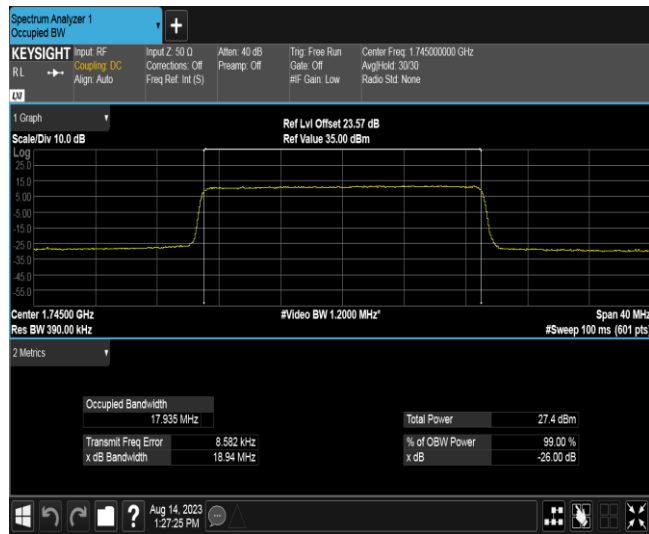 Spectrum Analyzer 1
Occupied BW
+
KEYSIGHT
RL
LXI
Input: RF
Coupling: DC
Align: Auto
Input Z: 50 Ω
Corrections: Off
Freq Ref: Int (S)
Atten: 40 dB
Preamp: Off
Trig: Free Run
Gate: Off
#IF Gain: Low
Center Freq: 1.745000000 GHz
Avg|Hold: 30/30
Radio Std: None
1 Graph
Scale/Div 10.0 dB
Ref Lvl Offset 23.57 dB
Ref Value 35.00 dBm
Log
25.0
15.0
5.00
-5.00
-15.0
-25.0
-35.0
-45.0
-55.0
Center 1.74500 GHz
Res BW 390.00 kHz
#Video BW 1.2000 MHz*
Span 40 MHz
#Sweep 100 ms (601 pts)
2 Metrics
Occupied Bandwidth
17.935 MHz
Transmit Freq Error 8.582 kHz
x dB Bandwidth 18.94 MHz
Total Power 27.4 dBm
% of OBW Power 99.00 %
x dB -26.00 dB
?
Aug 14, 2023
1:27:25 PM